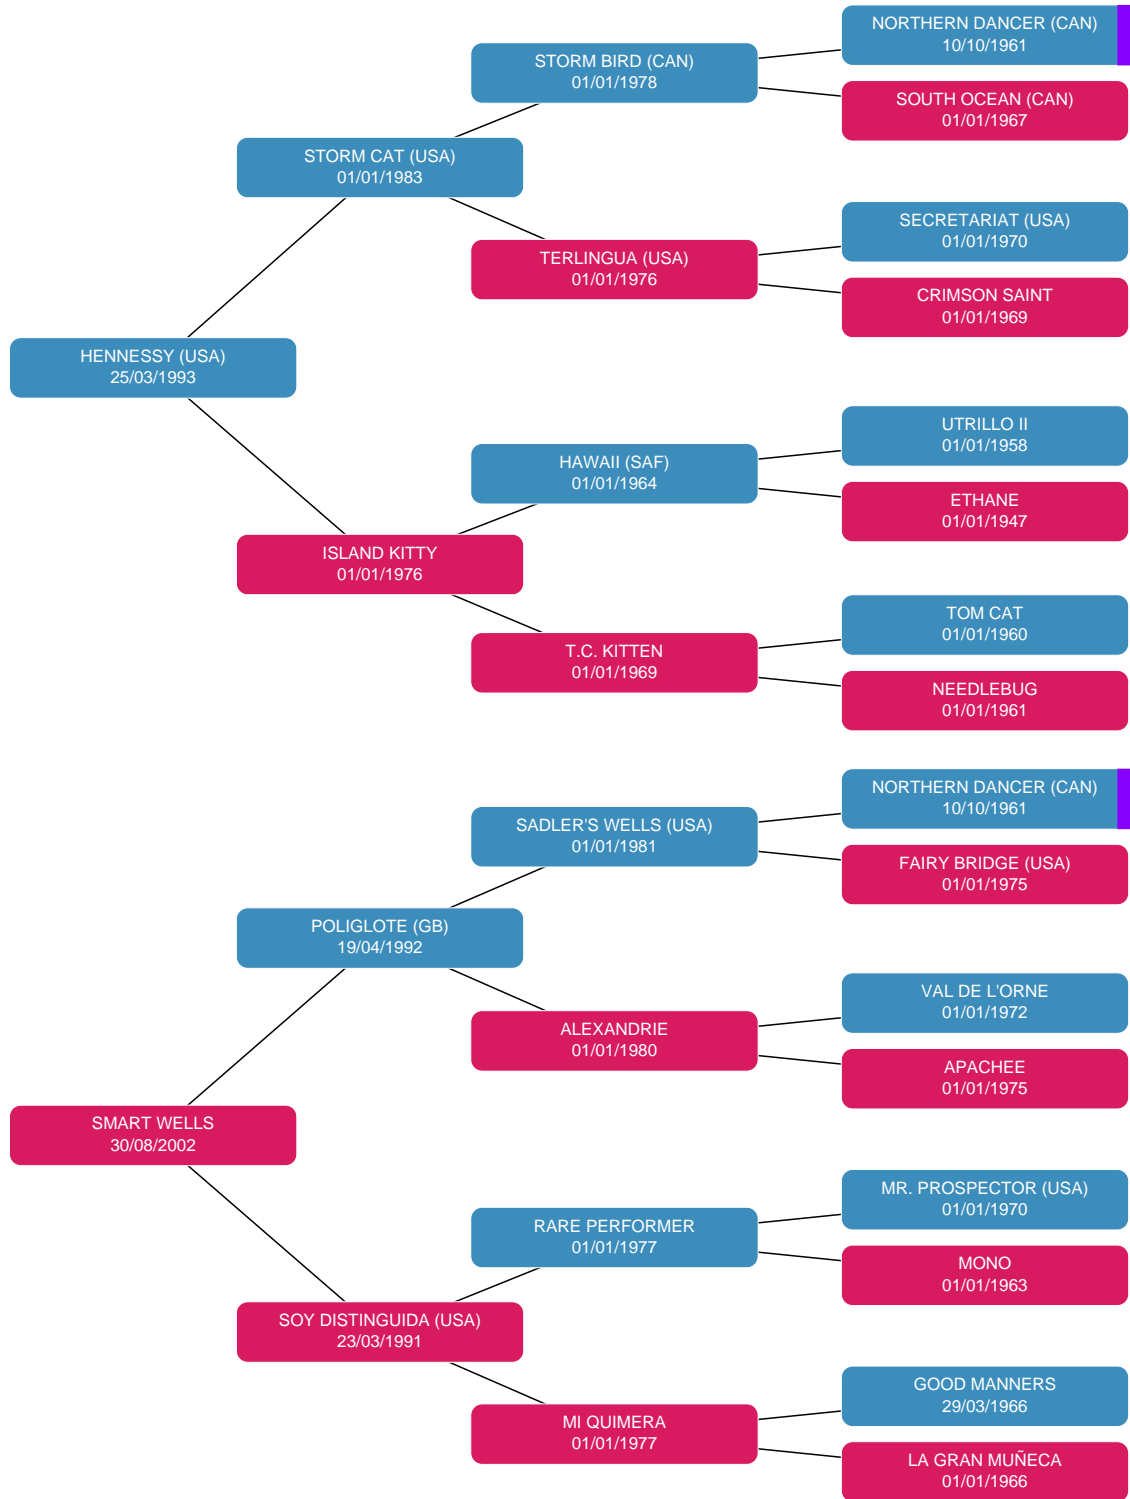 NORTHERN DANCER (CAN)
10/10/1961
STORM BIRD (CAN)
01/01/1978
SOUTH OCEAN (CAN)
01/01/1967
STORM CAT (USA)
01/01/1983
SECRETARIAT (USA)
01/01/1970
TERLINGUA (USA)
01/01/1976
CRIMSON SAINT
01/01/1969
HENNESSY (USA)
25/03/1993
UTRILLO II
01/01/1958
HAWAII (SAF)
01/01/1964
ETHANE
01/01/1947
ISLAND KITTY
01/01/1976
TOM CAT
01/01/1960
T.C. KITTEN
01/01/1969
NEEDLEBUG
01/01/1961
NORTHERN DANCER (CAN)
10/10/1961
SADLER'S WELLS (USA)
01/01/1981
FAIRY BRIDGE (USA)
01/01/1975
POLIGLOTE (GB)
19/04/1992
VAL DE L'ORNE
01/01/1972
ALEXANDRIE
01/01/1980
APACHEE
01/01/1975
SMART WELLS
30/08/2002
MR. PROSPECTOR (USA)
01/01/1970
RARE PERFORMER
01/01/1977
MONO
01/01/1963
SOY DISTINGUIDA (USA)
23/03/1991
GOOD MANNERS
29/03/1966
MI QUIMERA
01/01/1977
LA GRAN MUÑECA
01/01/1966